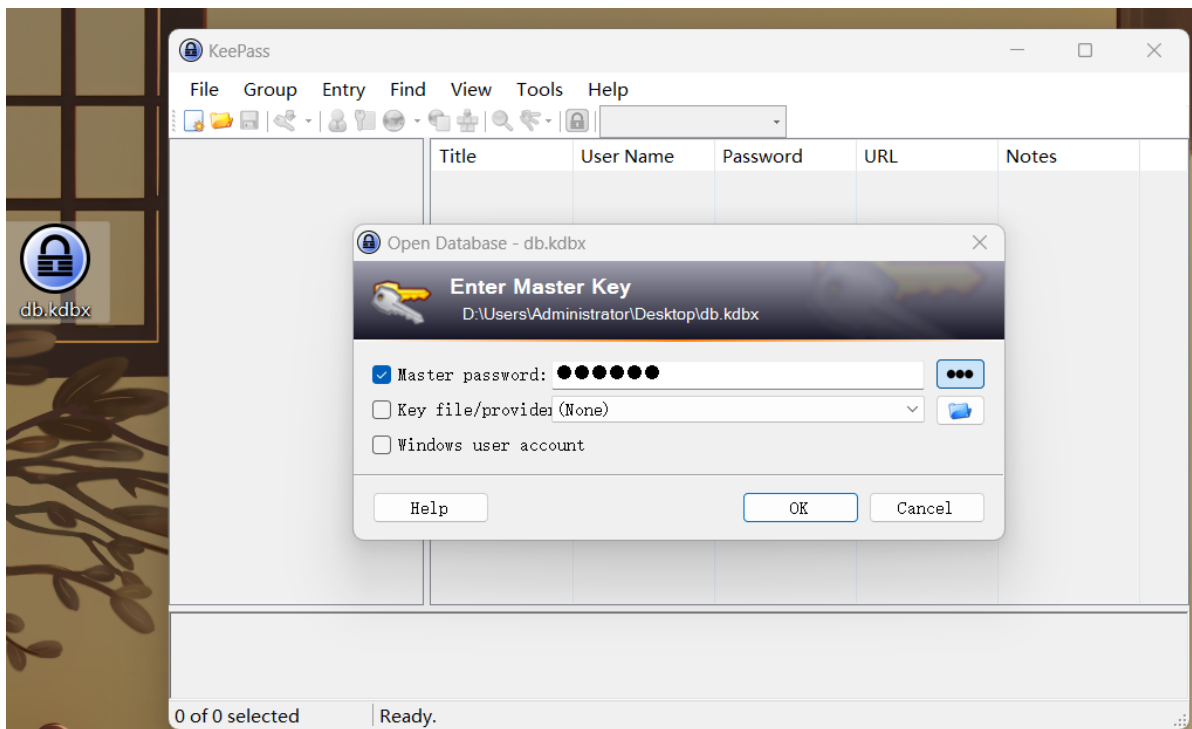 KeePass
File Group Entry Find View Tools Help
Title User Name Password URL Notes
Open Database - db.kdbx
Enter Master Key
D:\Users\Administrator\Desktop\db.kdbx
db.kdbx
Master password: ●●●●●●
Key file/provider (None)
Windows user account
Help OK Cancel
0 of 0 selected Ready.